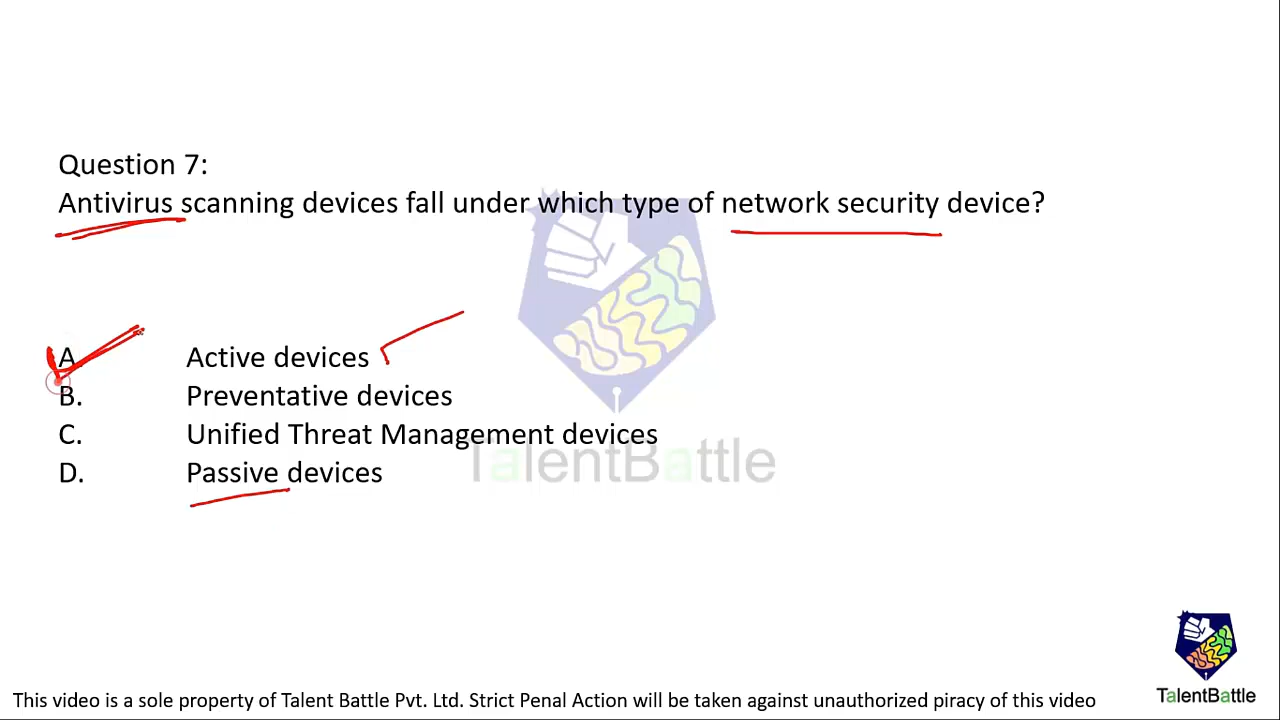 Question 7:
Antivirus scanning devices fall under which type of network security device?
A. Active devices
B. Preventative devices
C. Unified Threat Management devices
D. Passive devices
TalentBattle
TalentBattle
This video is a sole property of Talent Battle Pvt. Ltd. Strict Penal Action will be taken against unauthorized piracy of this video